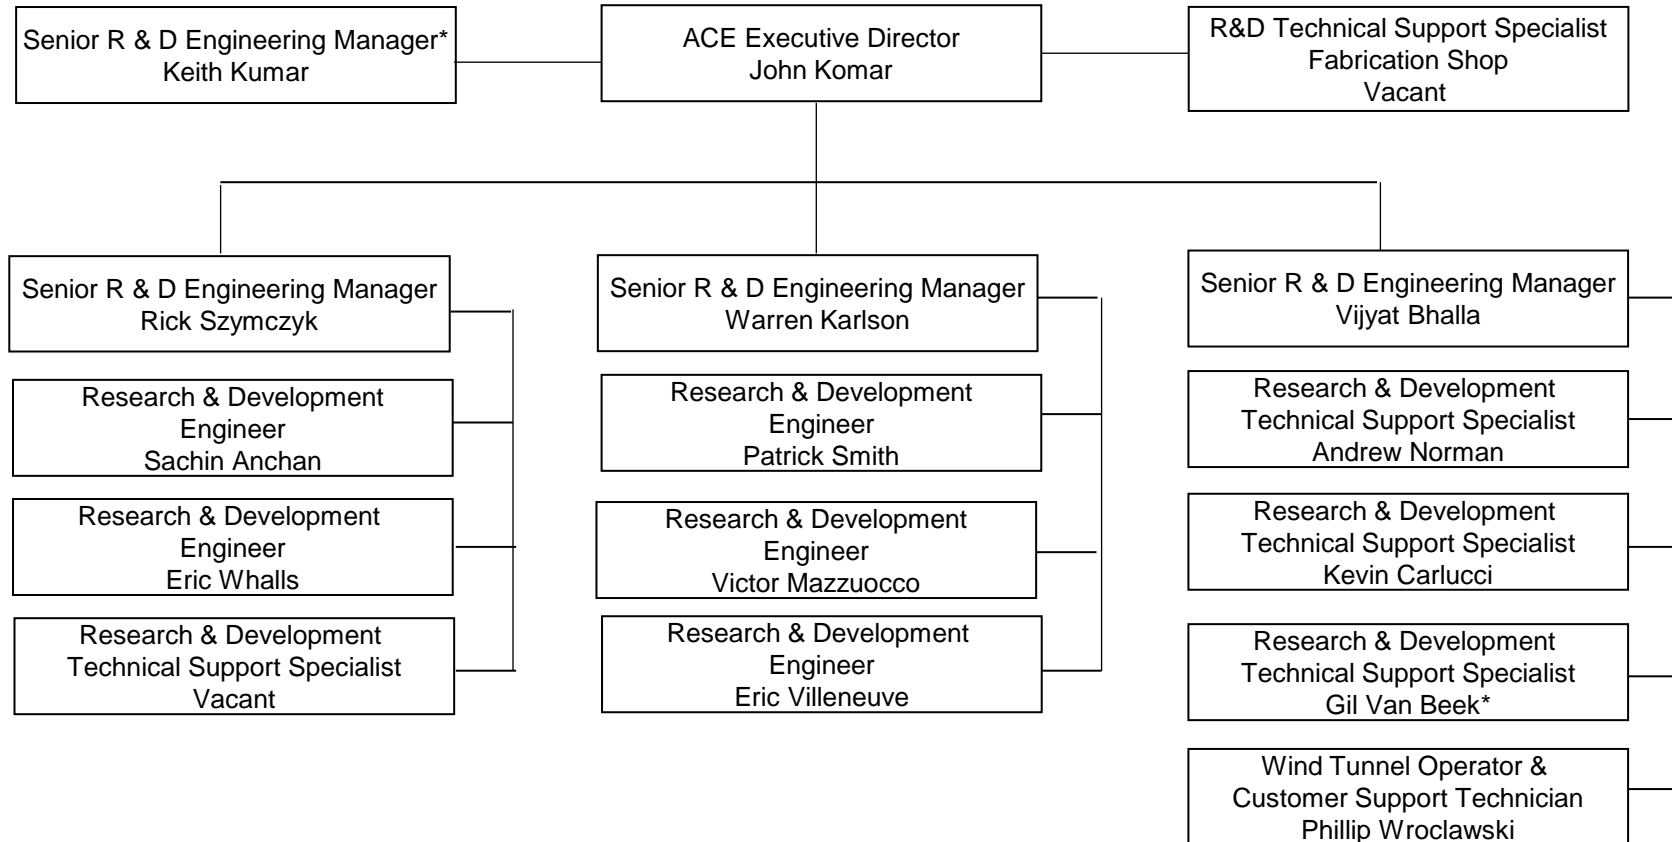 Senior R & D Engineering Manager*
Keith Kumar
ACE Executive Director
John Komar
R&D Technical Support Specialist
Fabrication Shop
Vacant
Senior R & D Engineering Manager
Rick Szymczyk
Senior R & D Engineering Manager
Warren Karlson
Senior R & D Engineering Manager
Vijyat Bhalla
Research & Development
Engineer
Sachin Anchan
Research & Development
Engineer
Patrick Smith
Research & Development
Technical Support Specialist
Andrew Norman
Research & Development
Engineer
Eric Whalls
Research & Development
Engineer
Victor Mazzuocco
Research & Development
Technical Support Specialist
Kevin Carlucci
Research & Development
Technical Support Specialist
Vacant
Research & Development
Engineer
Eric Villeneuve
Research & Development
Technical Support Specialist
Gil Van Beek*
Wind Tunnel Operator &
Customer Support Technician
Phillip Wroclawski